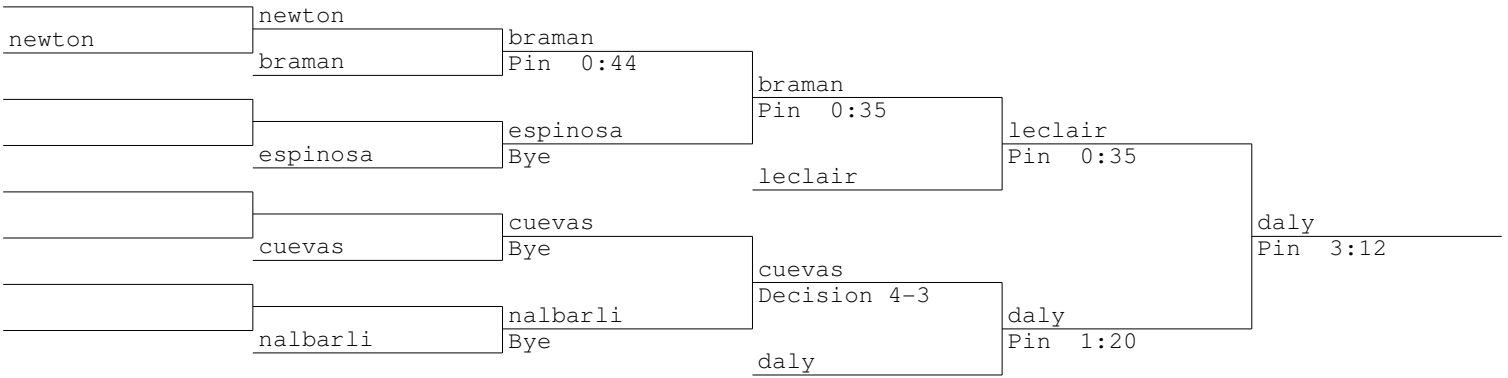 newton
newton
braman
braman
Pin 0:44
espinosa
espinosa
Bye
braman
Pin 0:35
leclair
leclair
Pin 0:35
cuevas
cuevas
Bye
nalbarli
nalbarli
Bye
cuevas
Decision 4-3
daly
daly
Pin 1:20
daly
Pin 3:12